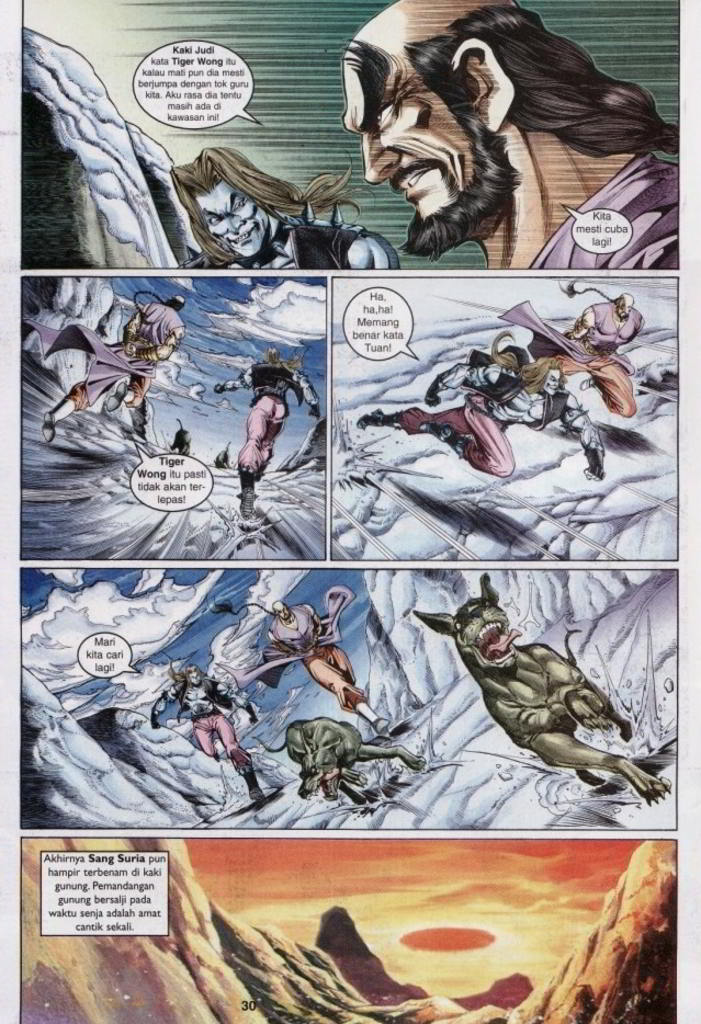 Kaki Judi
kata Tiger Wong itu
kalau mati pun dia mesti
berjumpa dengan tok guru
kita. Aku rasa dia tentu
masih ada di
kawasan ini!
Kita
mesti cuba
lagi!
Tiger
Wong itu pasti
tidak akan ter-
lepas!
Ha,
ha,ha!
Memang
benar kata
Tuan!
Mari
kita cari
lagi!
Akhirnya Sang Suria pun
hampir terbenam di kaki
gunung. Pemandangan
gunung bersalji pada
waktu senja adalah amat
cantik sekali.
30